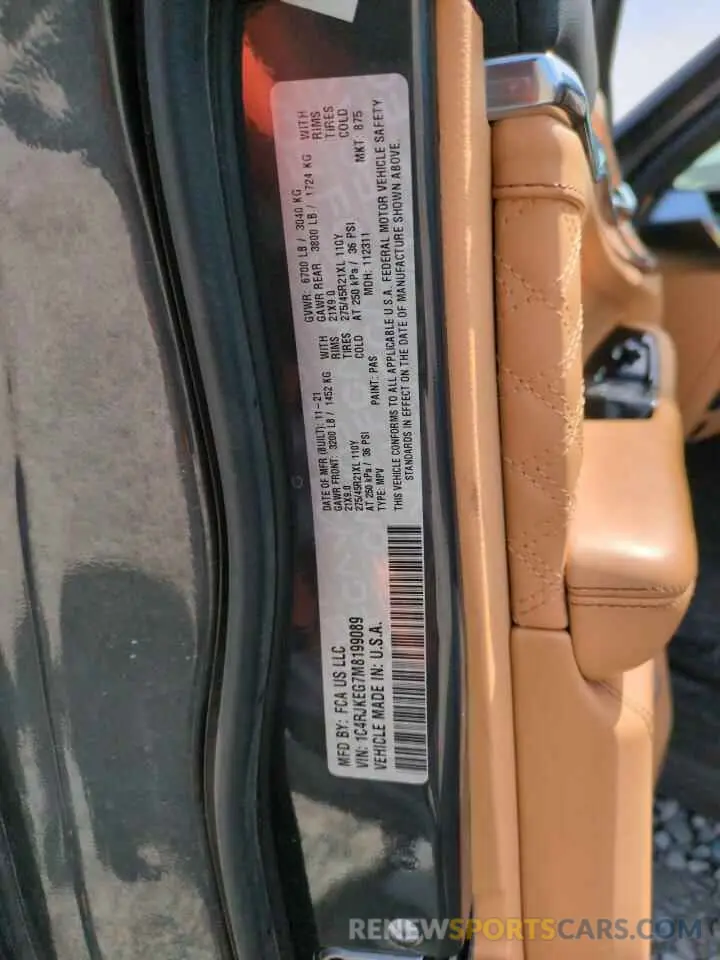 MFD BY: FCA US LLC
VIN: 1C4RJKEG7M8199089
VEHICLE MADE IN: U.S.A.
DATE OF MFR (BUILT): 11-21
GAWR FRONT: 3200 LB / 1452 KG WITH
21X9.0 RIMS
275/45R21XL 110Y TIRES
AT 250 kPa / 36 PSI COLD
TYPE: MPV PAINT: PAS
GVWR: 6700 LB / 3040 KG
GAWR REAR 3800 LB / 1724 KG WITH
21X9.0 RIMS
275/45R21XL 110Y TIRES
AT 250 kPa / 36 PSI COLD
MDH: 112311 MKT: 875
THIS VEHICLE CONFORMS TO ALL APPLICABLE U.S.A. FEDERAL MOTOR VEHICLE SAFETY
STANDARDS IN EFFECT ON THE DATE OF MANUFACTURE SHOWN ABOVE.
RENEWSPORTSCARS.COM